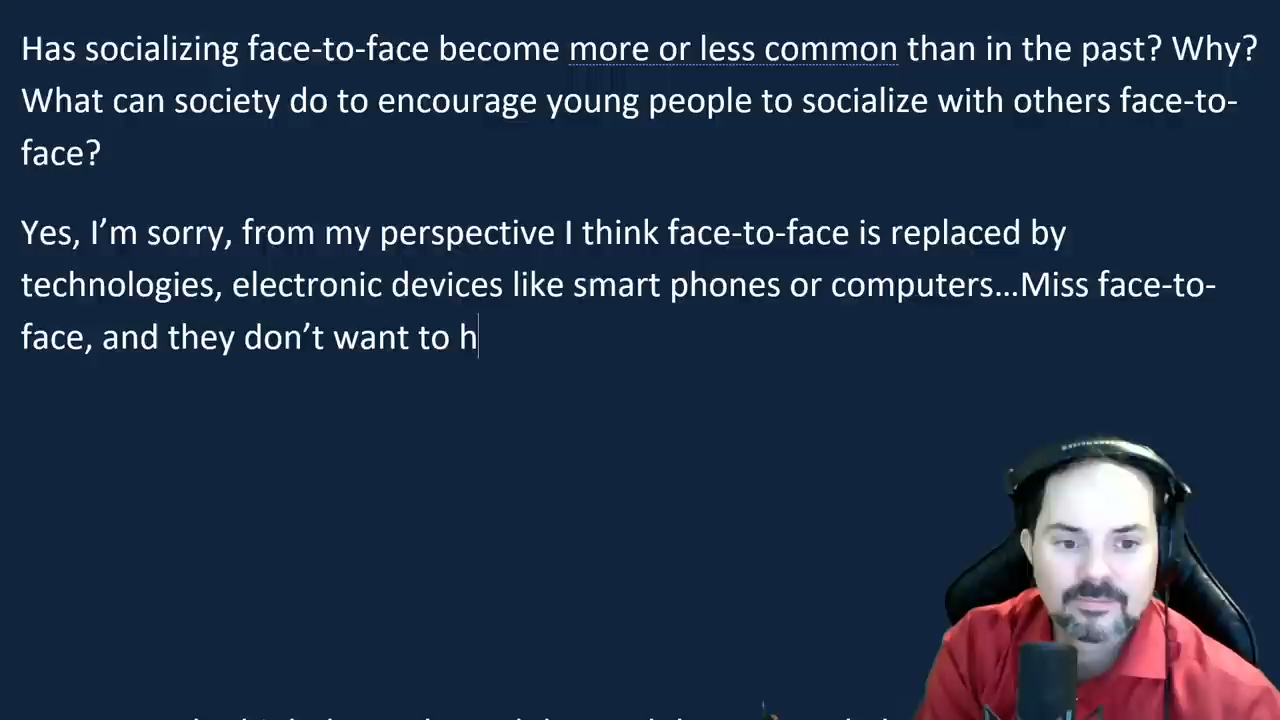 Has socializing face-to-face become more or less common than in the past? Why?
What can society do to encourage young people to socialize with others face-to-
face?
Yes, I’m sorry, from my perspective I think face-to-face is replaced by
technologies, electronic devices like smart phones or computers…Miss face-to-
face, and they don’t want to h